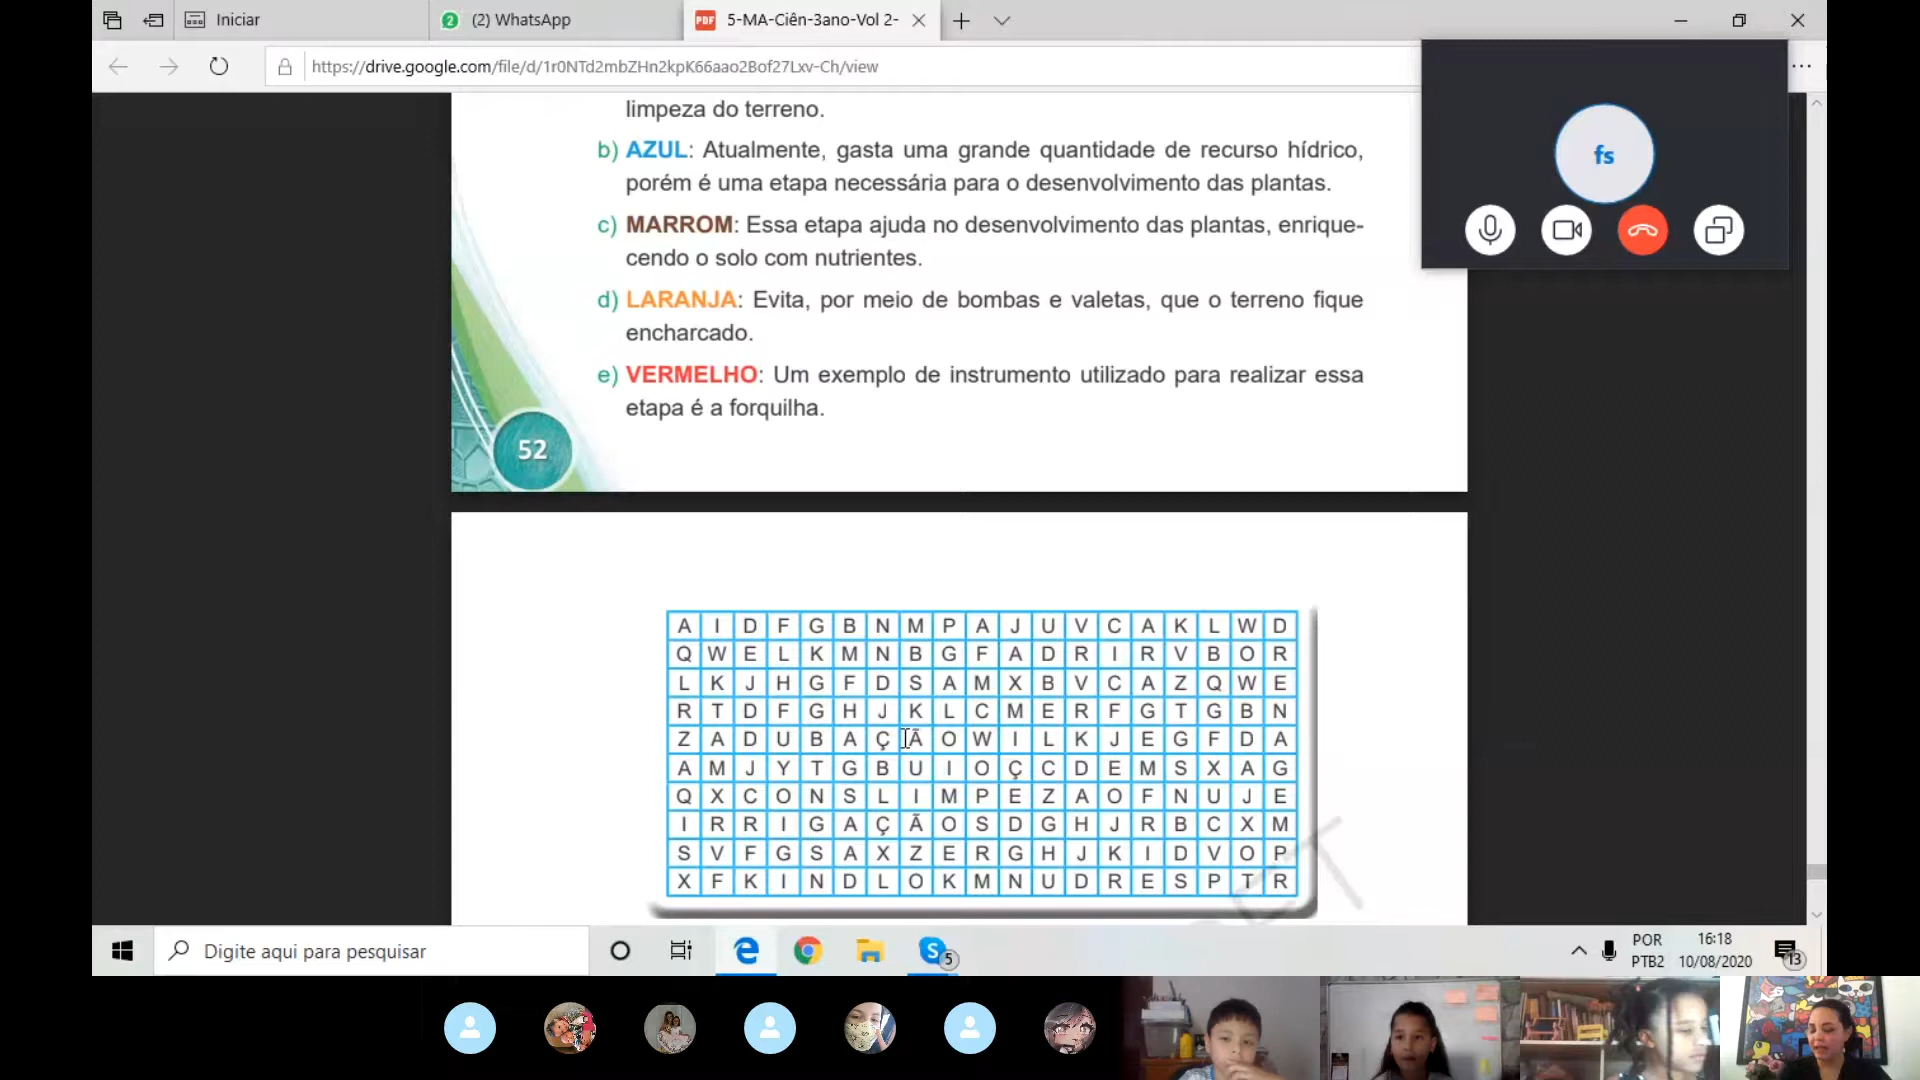 Iniciar
2
(2) WhatsApp
PDF
5-MA-Ciên-3ano-Vol 2-
https://drive.google.com/file/d/1r0NTd2mbZHn2kpK66aao2Bof27Lxv-Ch/view
fs
limpeza do terreno.
b) AZUL: Atualmente, gasta uma grande quantidade de recurso hídrico,
porém é uma etapa necessária para o desenvolvimento das plantas.
c) MARROM: Essa etapa ajuda no desenvolvimento das plantas, enrique-
cendo o solo com nutrientes.
d) LARANJA: Evita, por meio de bombas e valetas, que o terreno fique
encharcado.
e) VERMELHO: Um exemplo de instrumento utilizado para realizar essa
etapa é a forquilha.
52
A I D F G B N M P A J U V C A K L W D
Q W E L K M N B G F A D R I R V B O R
L K J H G F D S A M X B V C A Z Q W E
R T D F G H J K L C M E R F G T G B N
Z A D U B A Ç Ã O W I L K J E G F D A
A M J Y T G B U I O Ç C D E M S X A G
Q X C O N S L I M P E Z A O F N U J E
I R R I G A Ç Ã O S D G H J R B C X M
S V F G S A X Z E R G H J K I D V O P
X F K I N D L O K M N U D R E S P T R
Digite aqui para pesquisar
5
POR
PTB2
16:18
10/08/2020
13